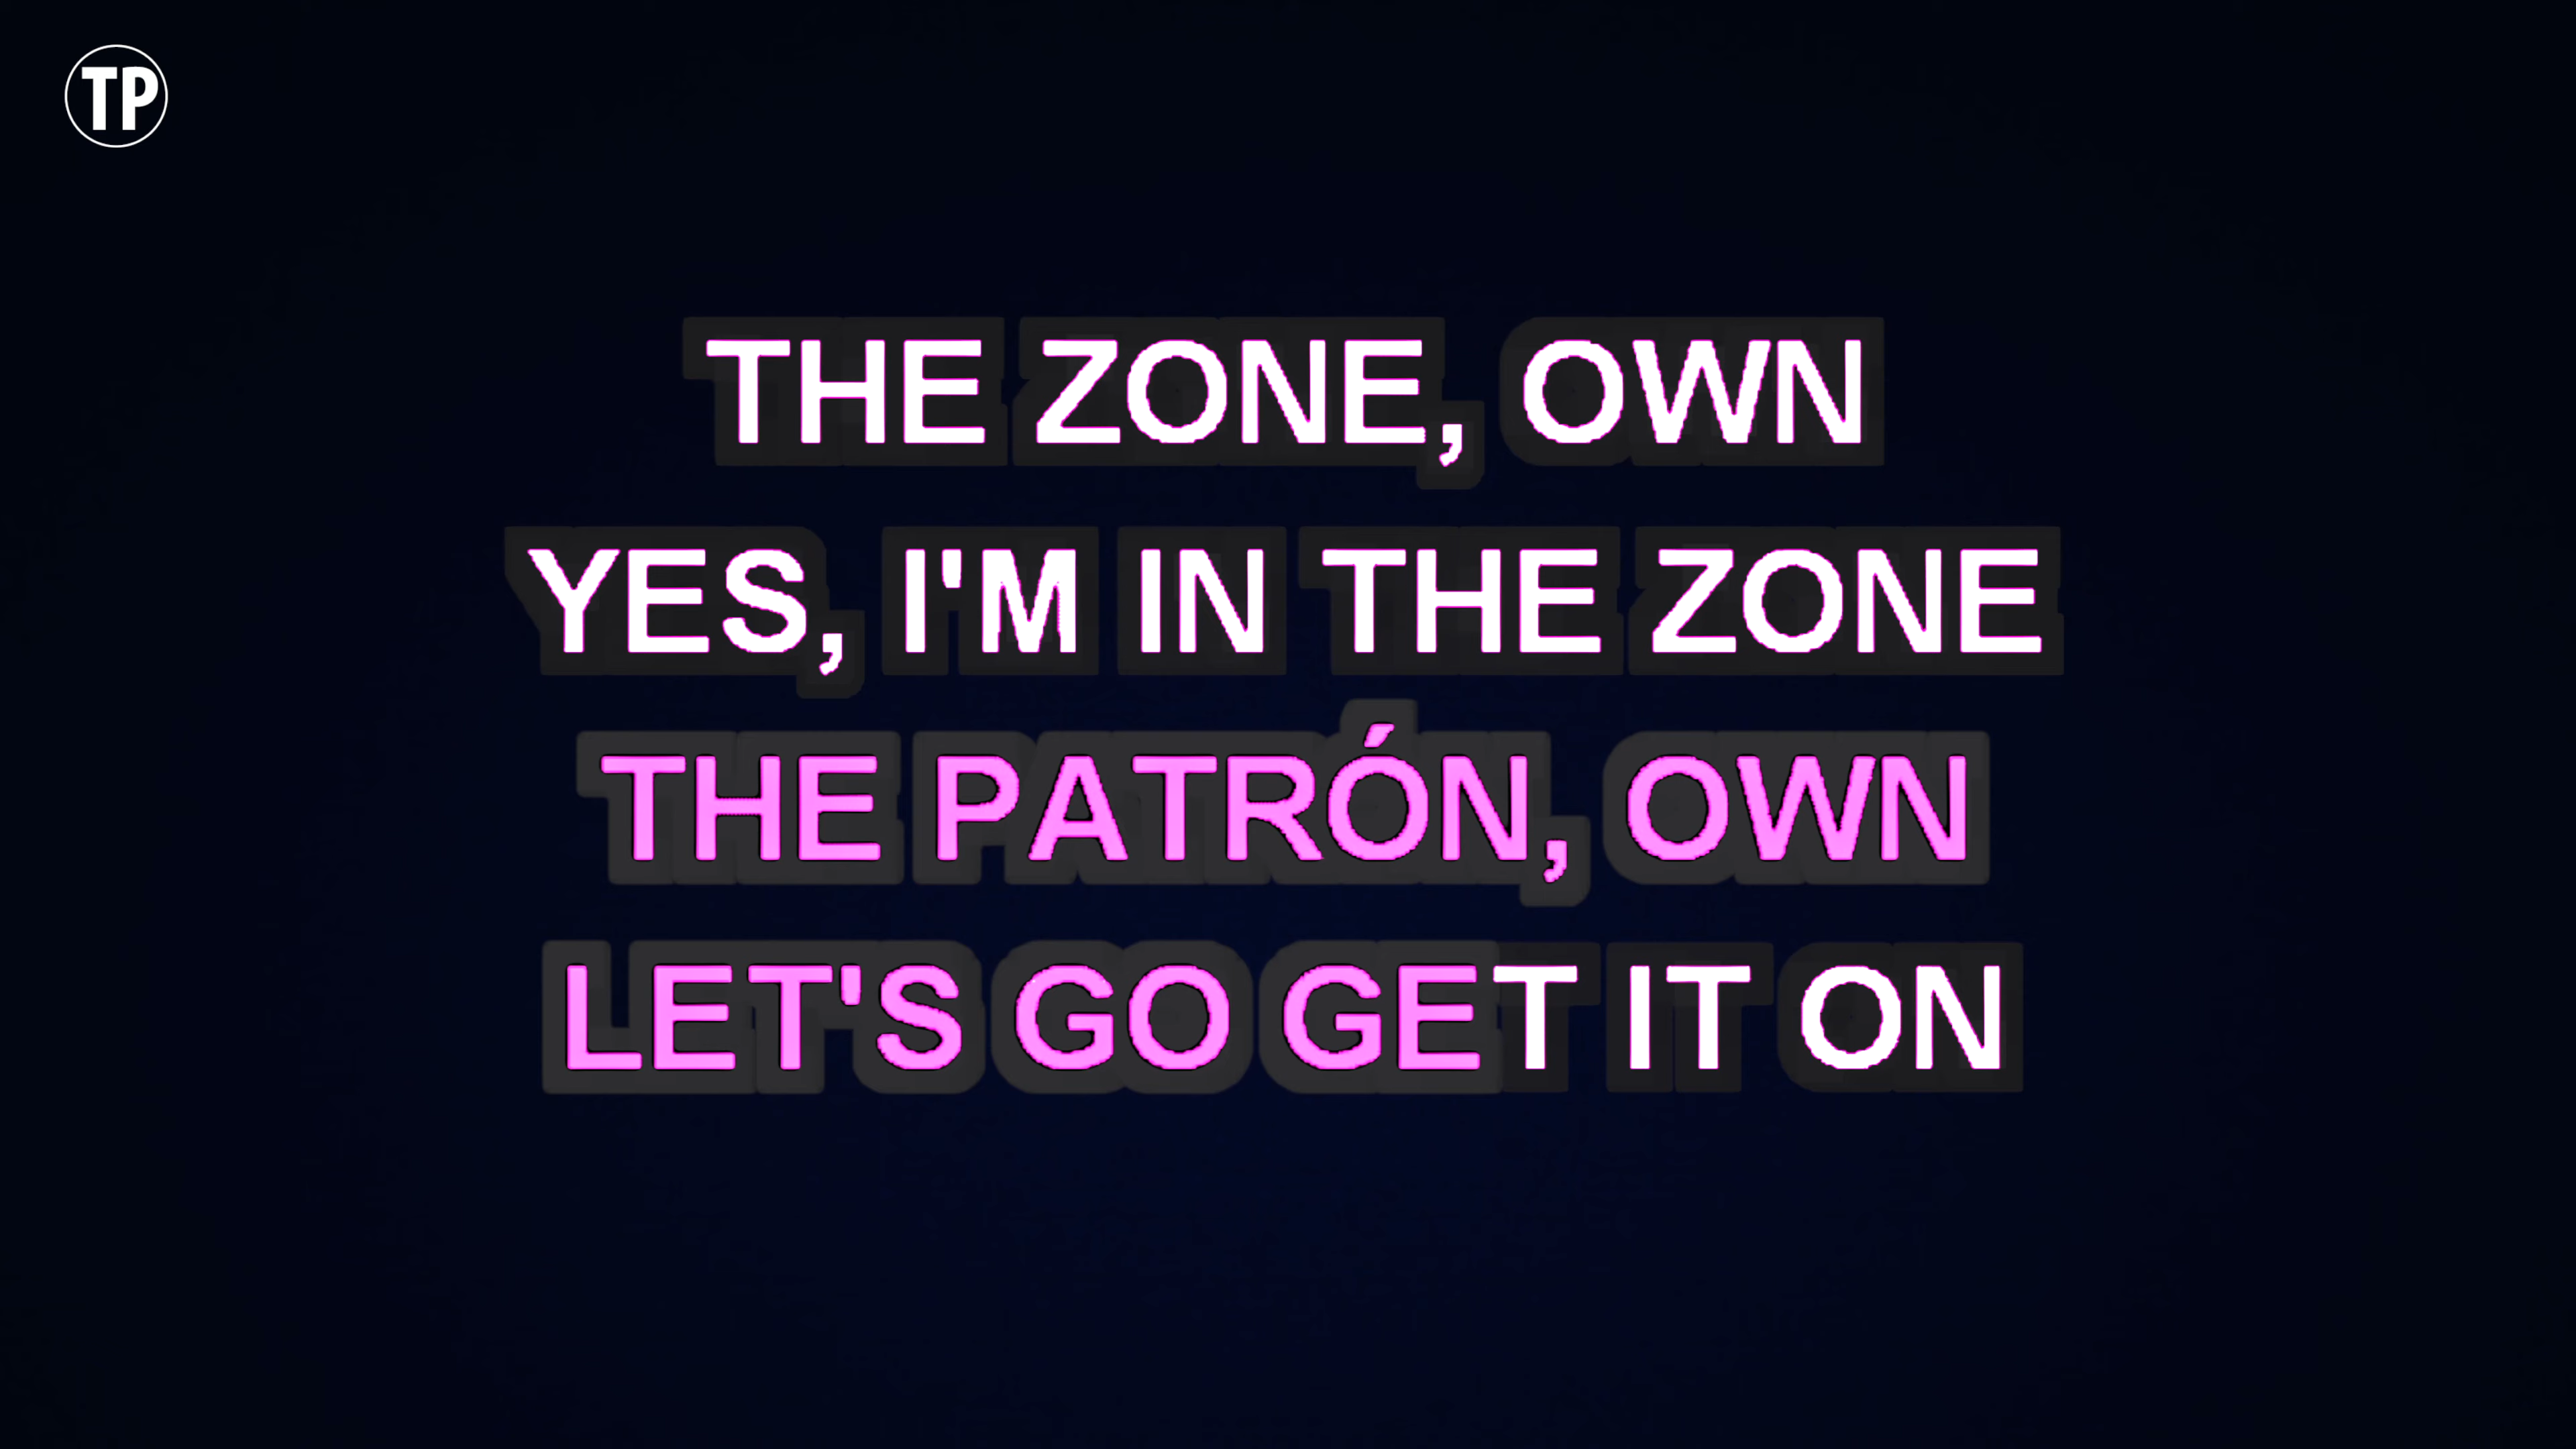 TP
THE ZONE, OWN
YES, I'M IN THE ZONE
THE PATRÓN, OWN
LET'S GO GET IT ON